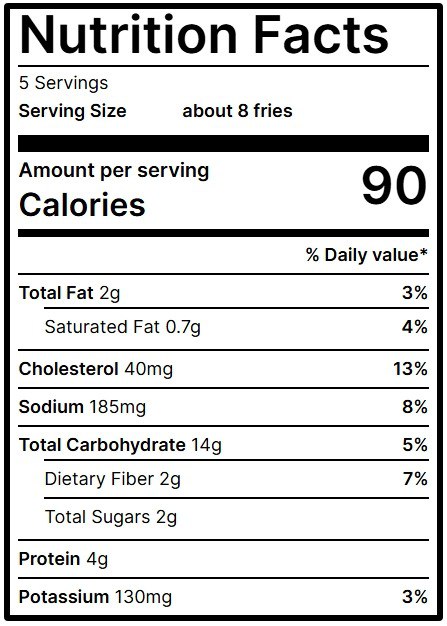 Nutrition Facts
5 Servings
Serving Size about 8 fries
Amount per serving
Calories 90
% Daily value*
Total Fat 2g 3%
Saturated Fat 0.7g 4%
Cholesterol 40mg 13%
Sodium 185mg 8%
Total Carbohydrate 14g 5%
Dietary Fiber 2g 7%
Total Sugars 2g
Protein 4g
Potassium 130mg 3%